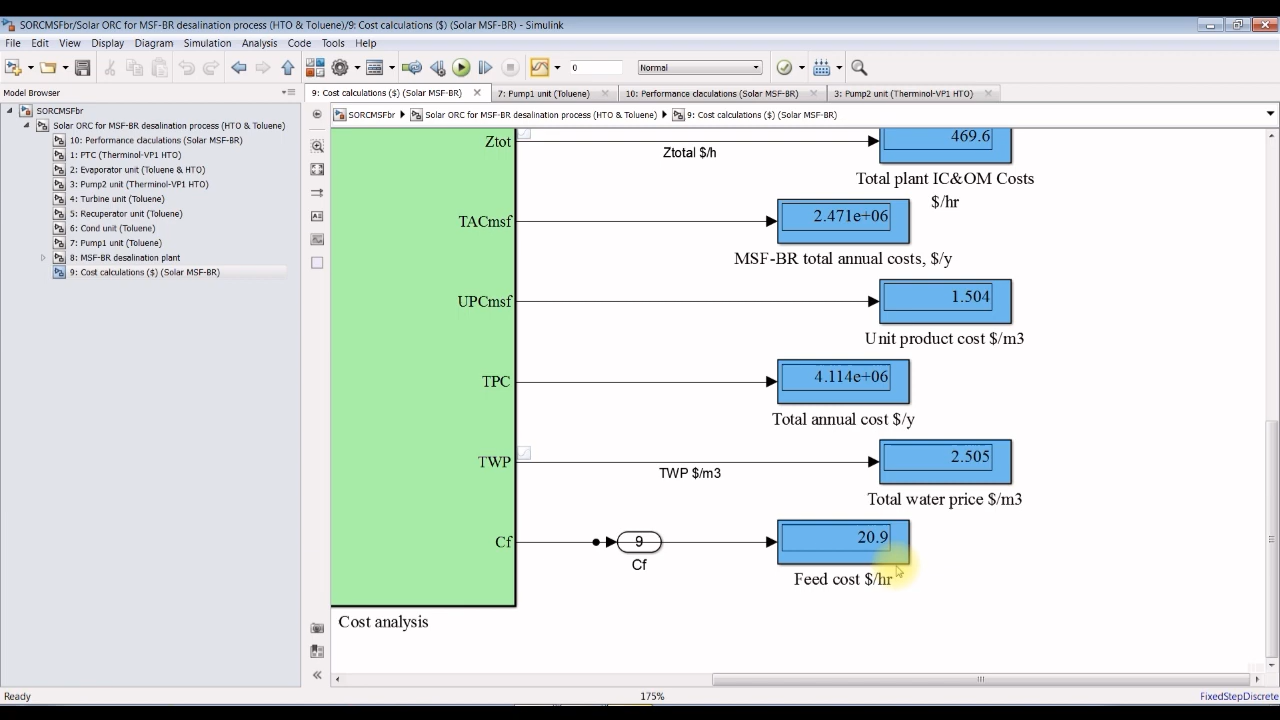 SORCMSFbr/Solar ORC for MSF-BR desalination process (HTO & Toluene)/9: Cost calculations ($) (Solar MSF-BR) - Simulink
File Edit View Display Diagram Simulation Analysis Code Tools Help
0 Normal
Model Browser
9: Cost calculations ($) (Solar MSF-BR) 7: Pump1 unit (Toluene) 10: Performance claculations (Solar MSF-BR) 3: Pump2 unit (Therminol-VP1 HTO)
SORCMSFbr Solar ORC for MSF-BR desalination process (HTO & Toluene) 9: Cost calculations ($) (Solar MSF-BR)
SORCMSFbr
Solar ORC for MSF-BR desalination process (HTO & Toluene)
10: Performance claculations (Solar MSF-BR)
1: PTC (Therminol-VP1 HTO)
2: Evaporator unit (Toluene & HTO)
3: Pump2 unit (Therminol-VP1 HTO)
4: Turbine unit (Toluene)
5: Recuperator unit (Toluene)
6: Cond unit (Toluene)
7: Pump1 unit (Toluene)
8: MSF-BR desalination plant
9: Cost calculations ($) (Solar MSF-BR)
Ztot
Ztotal $/h
469.6
Total plant IC&OM Costs
$/hr
TACmsf
2.471e+06
MSF-BR total annual costs, $/y
UPCmsf
1.504
Unit product cost $/m3
TPC
4.114e+06
Total annual cost $/y
TWP
TWP $/m3
2.505
Total water price $/m3
Cf
9
Cf
20.9
Feed cost $/hr
Cost analysis
Ready 175% FixedStepDiscrete